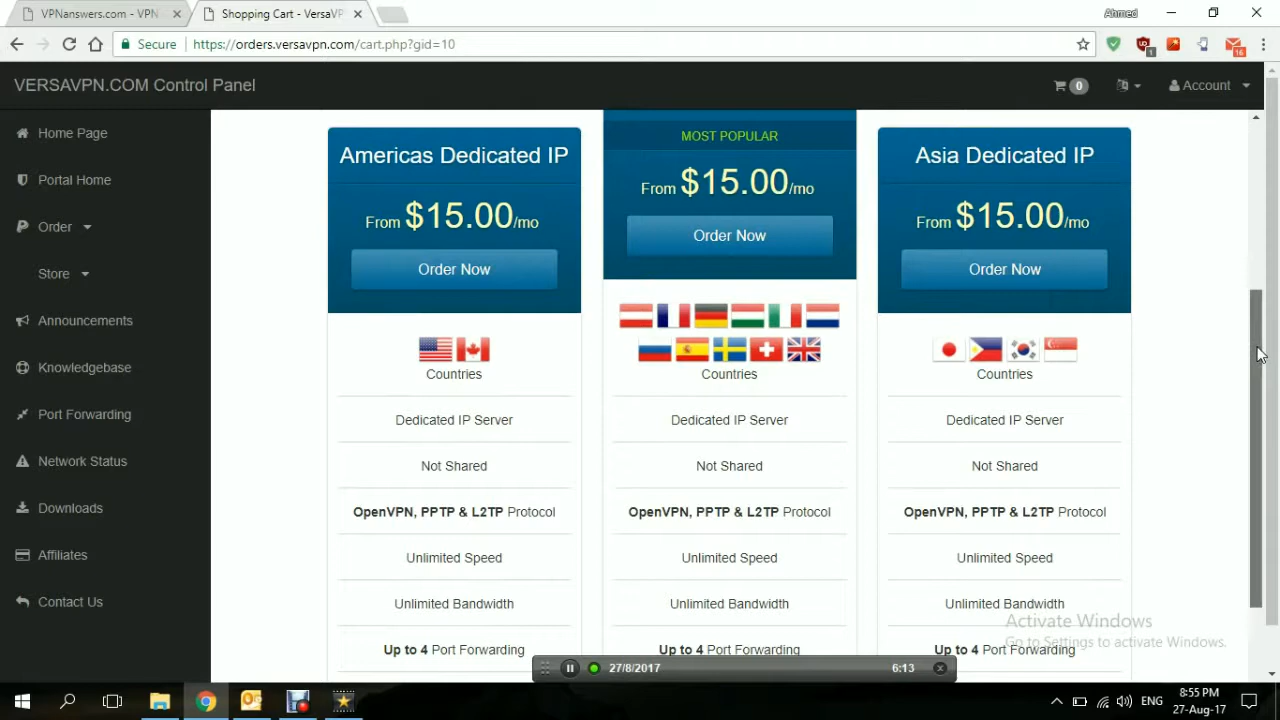 VPNanswers.com - VPN
Shopping Cart - VersaVP
Ahmed
Secure
https://orders.versavpn.com/cart.php?gid=10
1
16
VERSAVPN.COM Control Panel
0
Account
Home Page
Portal Home
Order
Store
Announcements
Knowledgebase
Port Forwarding
Network Status
Downloads
Affiliates
Contact Us
Americas Dedicated IP
From $15.00/mo
Order Now
Countries
Dedicated IP Server
Not Shared
OpenVPN, PPTP & L2TP Protocol
Unlimited Speed
Unlimited Bandwidth
Up to 4 Port Forwarding
MOST POPULAR
From $15.00/mo
Order Now
Countries
Dedicated IP Server
Not Shared
OpenVPN, PPTP & L2TP Protocol
Unlimited Speed
Unlimited Bandwidth
Up to 4 Port Forwarding
Asia Dedicated IP
From $15.00/mo
Order Now
Countries
Dedicated IP Server
Not Shared
OpenVPN, PPTP & L2TP Protocol
Unlimited Speed
Unlimited Bandwidth
Up to 4 Port Forwarding
Activate Windows
Go to Settings to activate Windows.
27/8/2017
6:13
ENG
8:55 PM
27-Aug-17